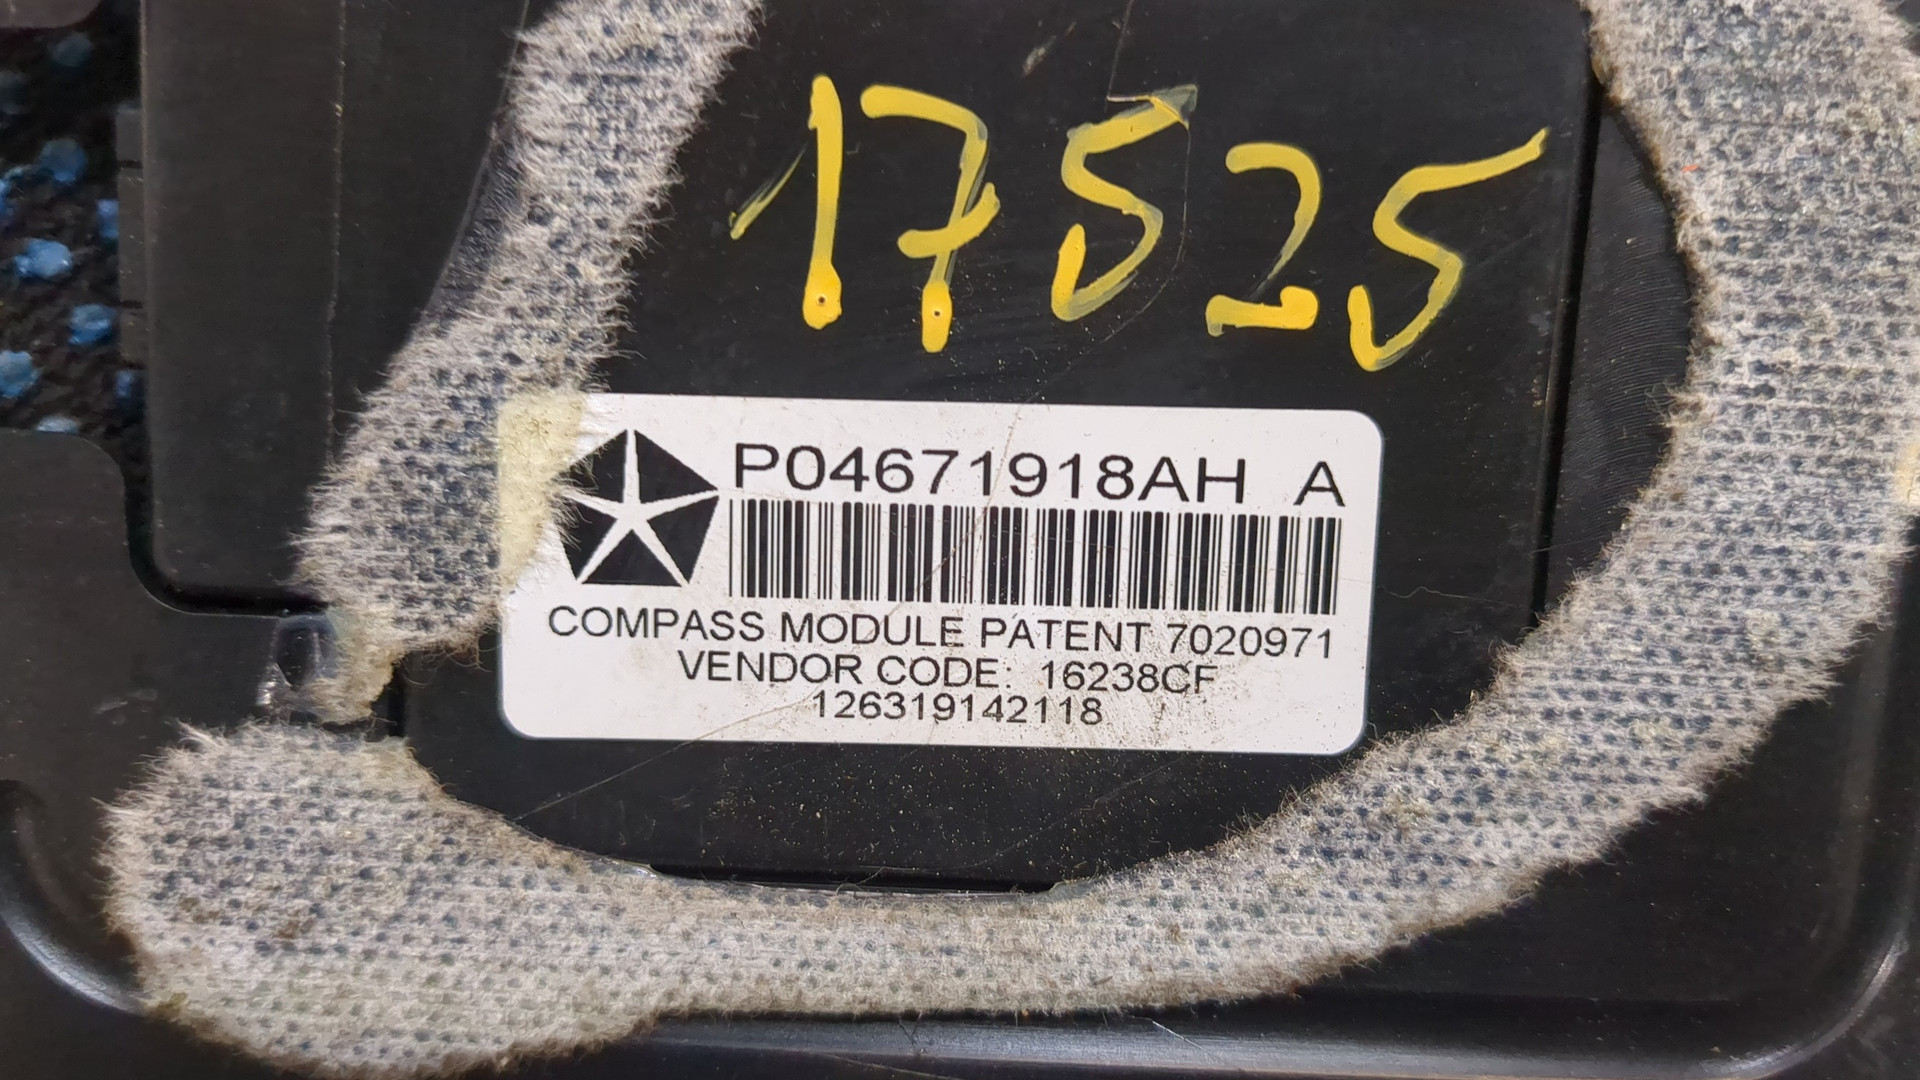 17525
P04671918AH A
COMPASS MODULE PATENT 7020971
VENDOR CODE: 16238CF
126319142118